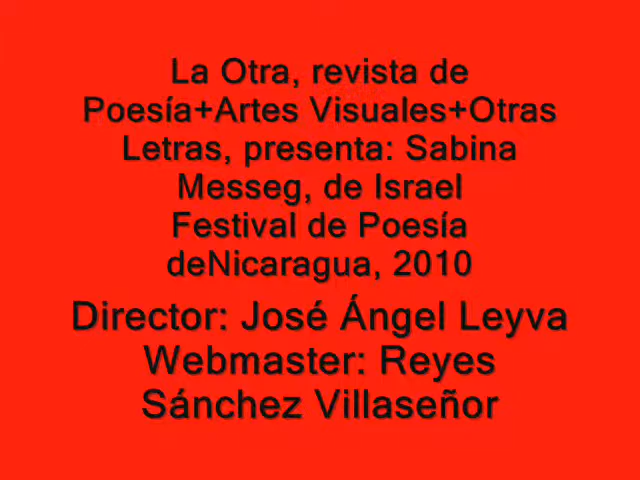 La Otra, revista de
Poesía+Artes Visuales+Otras
Letras, presenta: Sabina
Messeg, de Israel
Festival de Poesía
deNicaragua, 2010
Director: José Ángel Leyva
Webmaster: Reyes
Sánchez Villaseñor